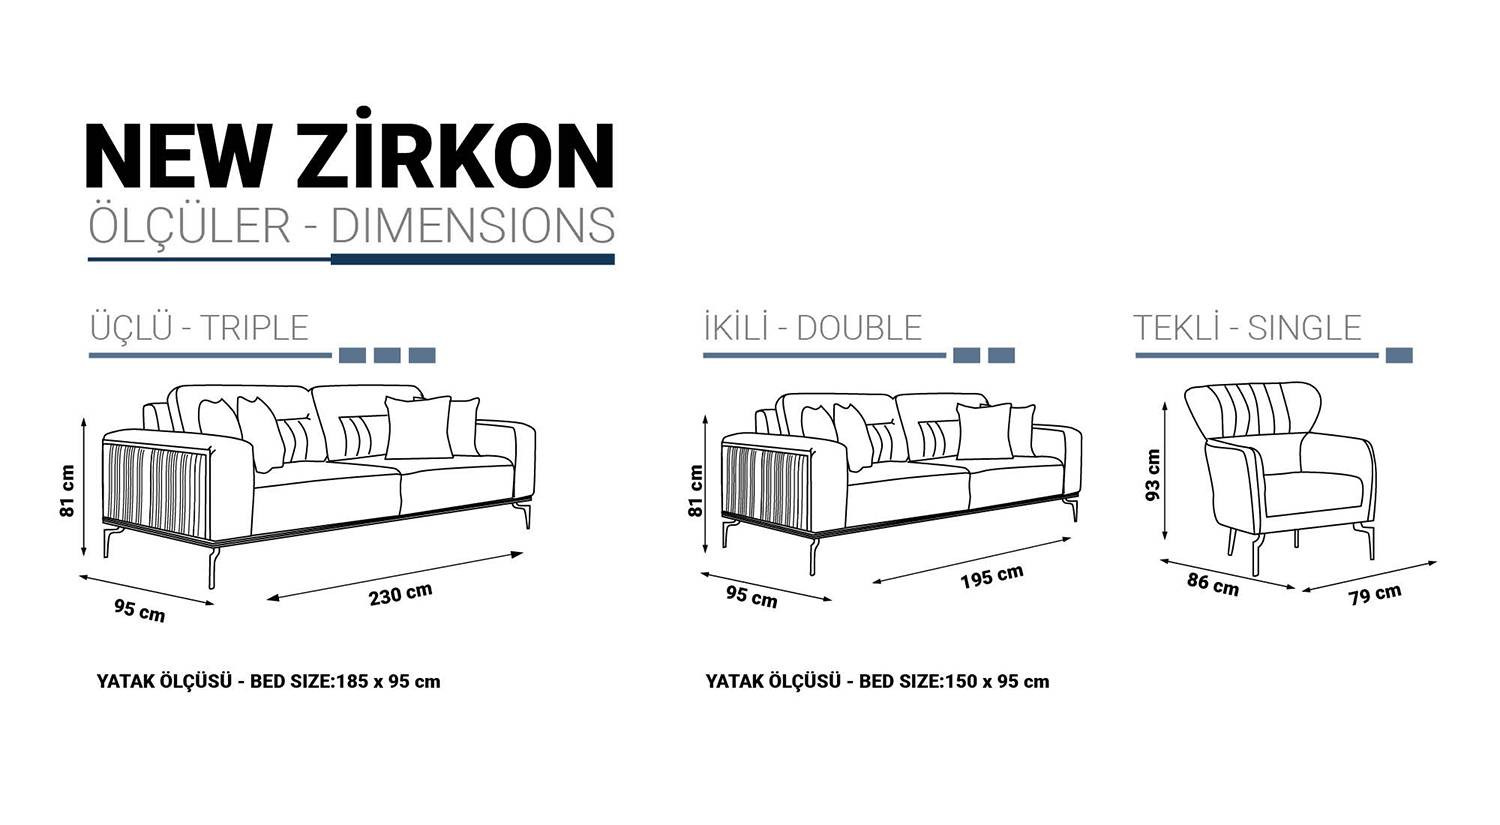 NEW ZİRKON
ÖLÇÜLER - DIMENSIONS
ÜÇLÜ - TRIPLE
81 cm
95 cm
230 cm
YATAK ÖLÇÜSÜ - BED SIZE:185 x 95 cm
İKİLİ - DOUBLE
81 cm
95 cm
195 cm
YATAK ÖLÇÜSÜ - BED SIZE:150 x 95 cm
TEKLİ - SINGLE
93 cm
86 cm
79 cm